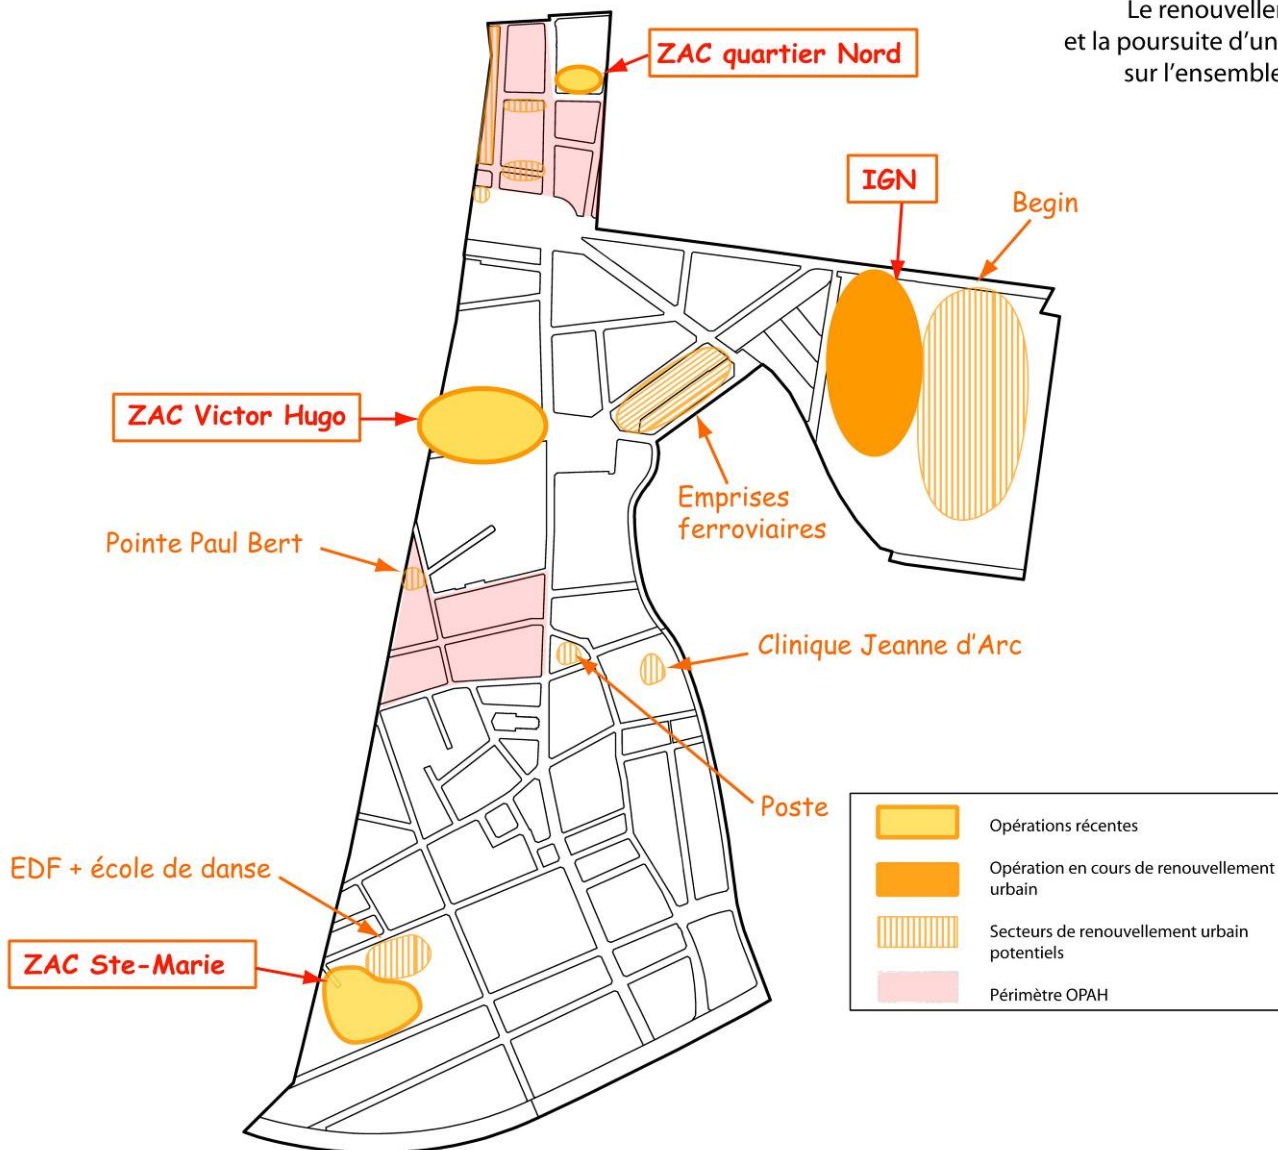 Le renouvellem
et la poursuite d'un
sur l'ensemble
ZAC quartier Nord
IGN
Begin
ZAC Victor Hugo
Emprises
ferroviaires
Pointe Paul Bert
Clinique Jeanne d'Arc
Poste
EDF + école de danse
ZAC Ste-Marie
Opérations récentes
Opération en cours de renouvellement
urbain
Secteurs de renouvellement urbain
potentiels
Périmètre OPAH